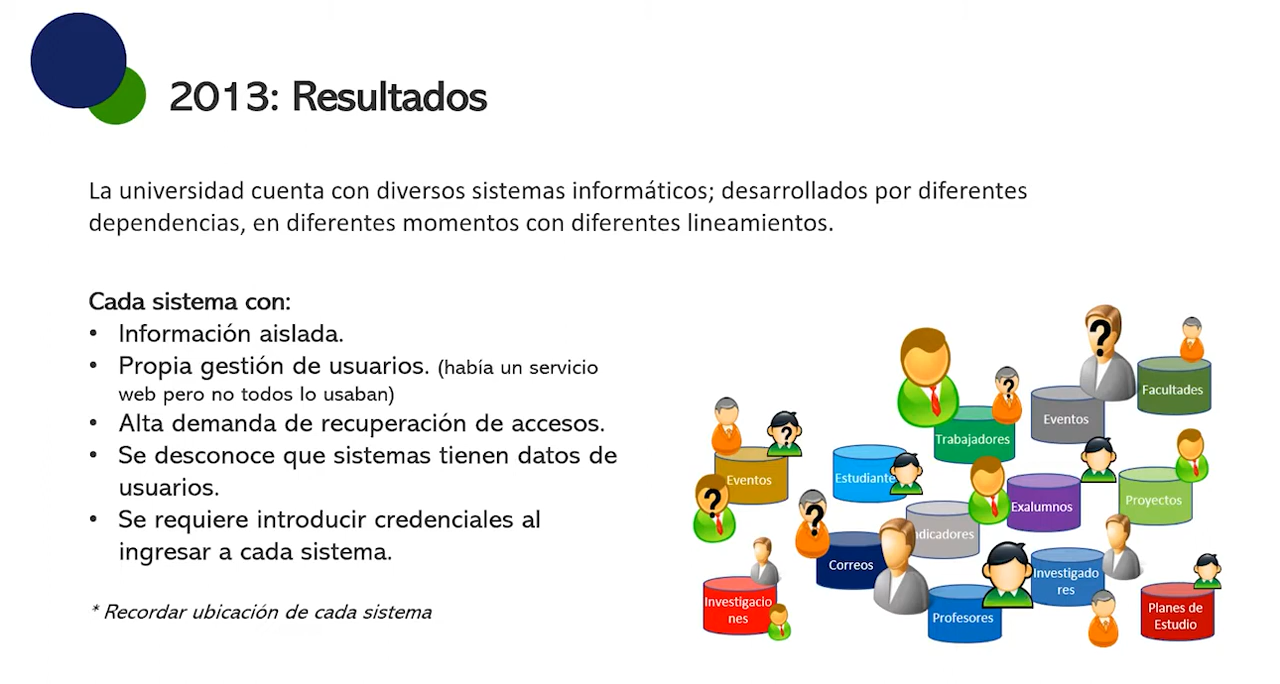 2013: Resultados
La universidad cuenta con diversos sistemas informáticos; desarrollados por diferentes
dependencias, en diferentes momentos con diferentes lineamientos.
Cada sistema con:
• Información aislada.
• Propia gestión de usuarios. (había un servicio
web pero no todos lo usaban)
• Alta demanda de recuperación de accesos.
• Se desconoce que sistemas tienen datos de
usuarios.
• Se requiere introducir credenciales al
ingresar a cada sistema.
* Recordar ubicación de cada sistema
?
Facultades
?
Eventos
Trabajadores
?
Eventos
Estudiante
Exalumnos
Proyectos
?
?
dicadores
Correos
Investigado
res
Investigacio
nes
Profesores
Planes de
Estudio